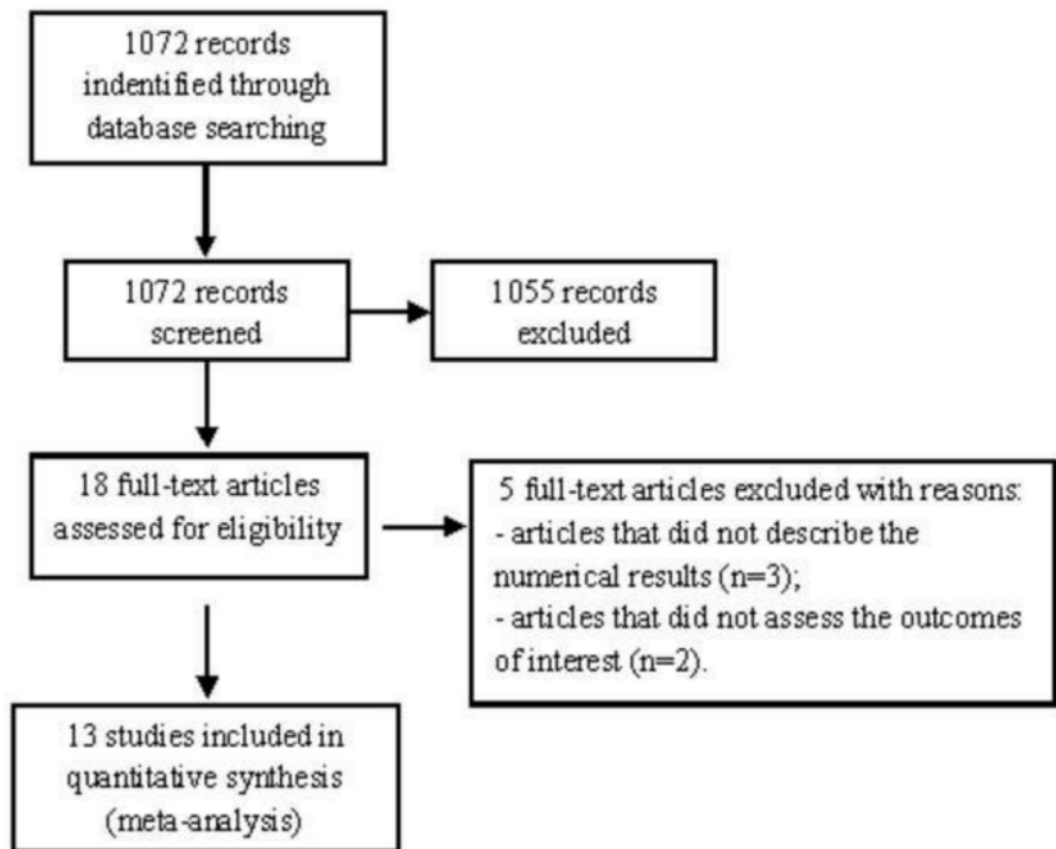 1072 records
indentified through
database searching
1072 records
screened
1055 records
excluded
18 full-text articles
assessed for eligibility
5 full-text articles excluded with reasons:
- articles that did not describe the
numerical results (n=3);
- articles that did not assess the outcomes
of interest (n=2).
13 studies included in
quantitative synthesis
(meta-analysis)